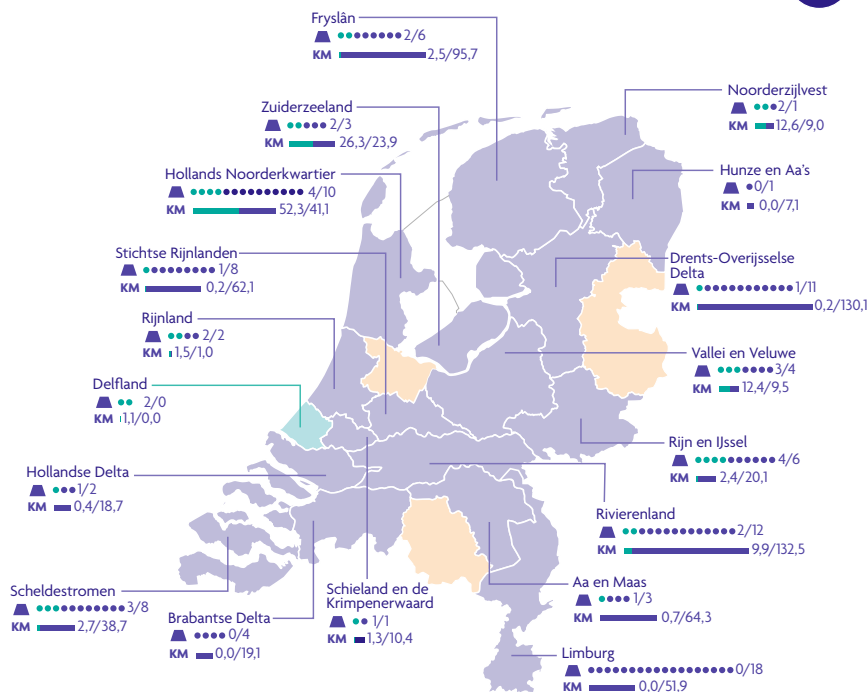 Fryslân
2/6
KM 2,5/95,7
Noorderzijlvest
2/1
KM 12,6/9,0
Zuiderzeeland
2/3
KM 26,3/23,9
Hunze en Aa's
0/1
KM 0,0/7,1
Hollands Noorderkwartier
4/10
KM 52,3/41,1
Stichtse Rijnlanden
1/8
KM 0,2/62,1
Drents-Overijsselse
Delta
1/11
KM 0,2/130,1
Rijnland
2/2
KM 1,5/1,0
Vallei en Veluwe
3/4
KM 12,4/9,5
Delfland
2/0
KM 1,1/0,0
Rijn en IJssel
4/6
KM 2,4/20,1
Hollandse Delta
1/2
KM 0,4/18,7
Rivierenland
2/12
KM 9,9/132,5
Scheldestromen
3/8
KM 2,7/38,7
Brabantse Delta
0/4
KM 0,0/19,1
Schieland en de
Krimpenerwaard
1/1
KM 1,3/10,4
Aa en Maas
1/3
KM 0,7/64,3
Limburg
0/18
KM 0,0/51,9